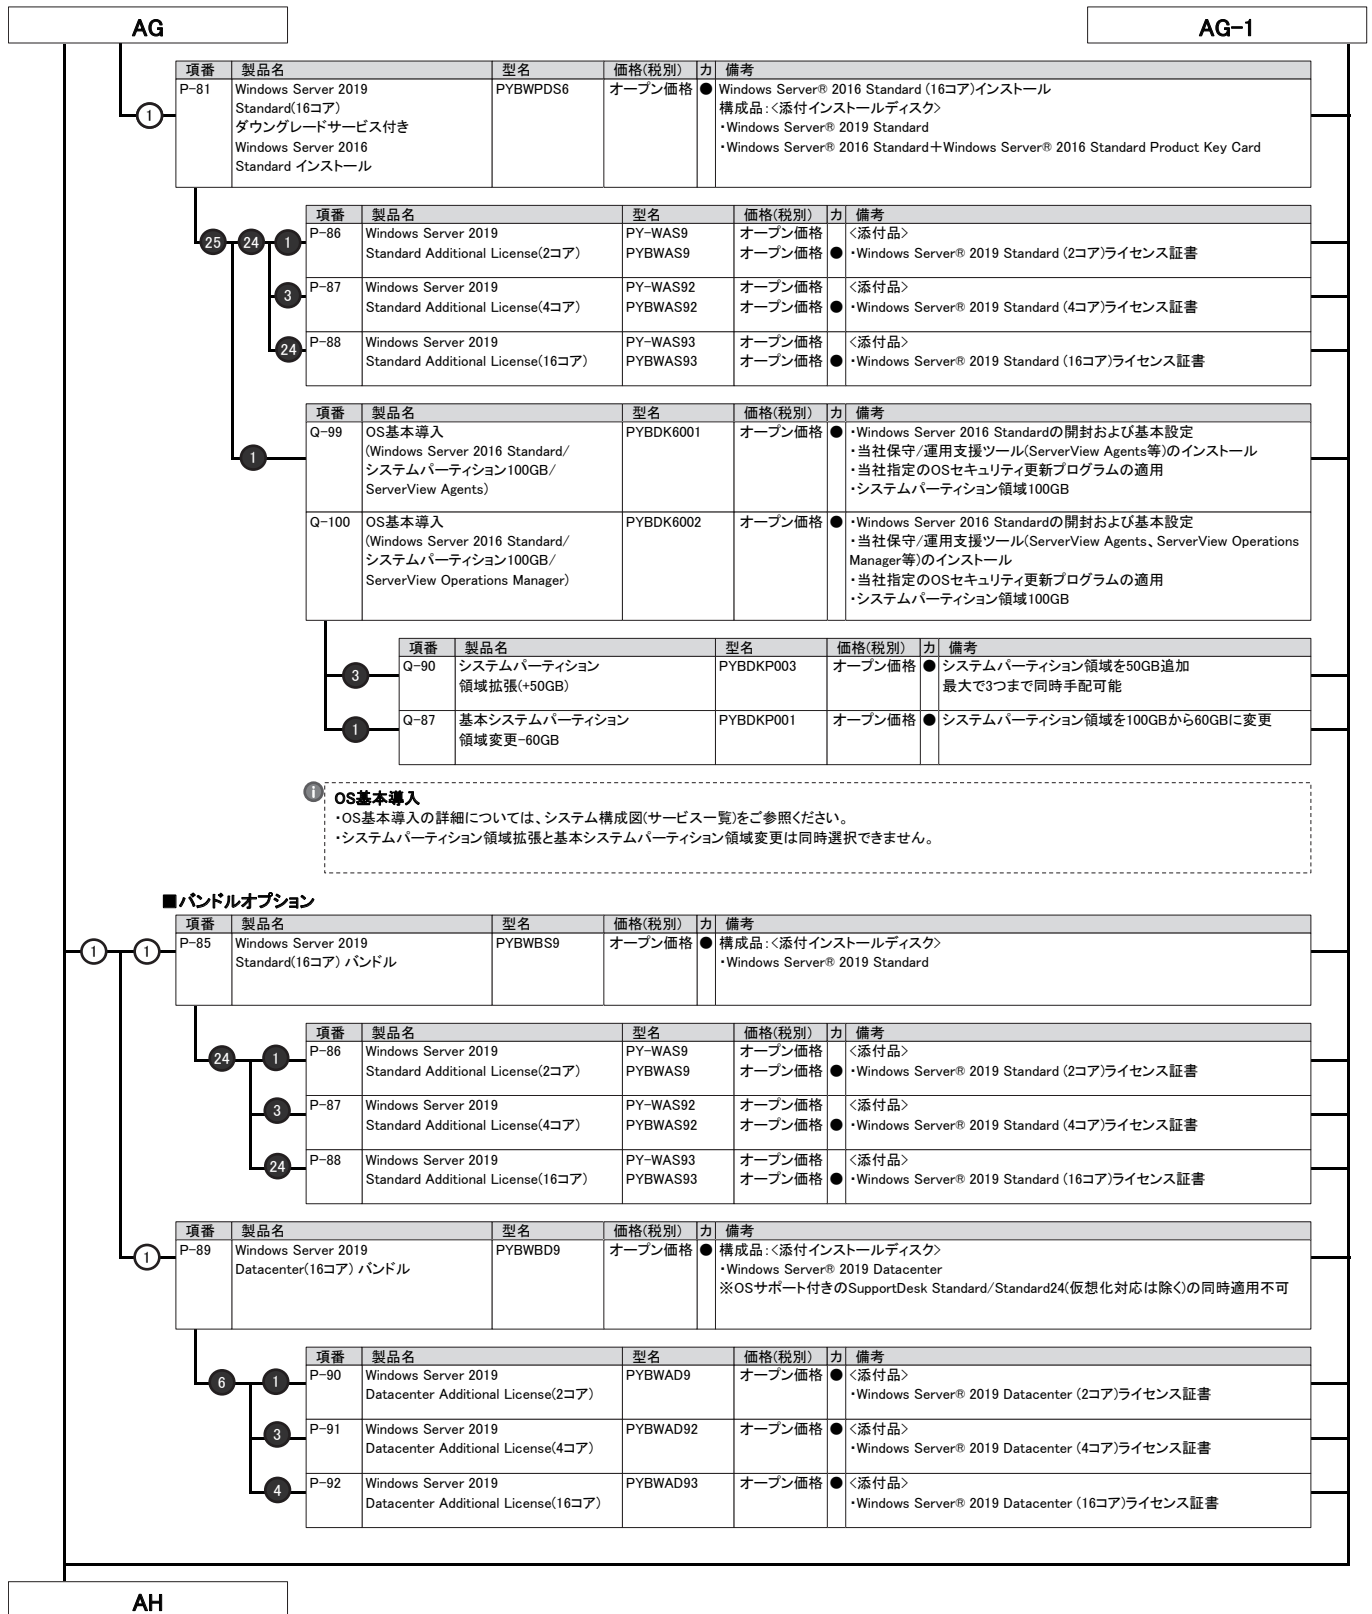 AG
AG-1
項番 製品名 型名 価格(税別) カ 備考
P-81 Windows Server 2019 PYBWPDS6 オープン価格 ● Windows Server® 2016 Standard (16コア)インストール
Standard(16コア) 構成品:<添付インストールディスク>
ダウングレードサービス付き ・Windows Server® 2019 Standard
Windows Server 2016 ・Windows Server® 2016 Standard+Windows Server® 2016 Standard Product Key Card
Standard インストール
1
項番 製品名 型名 価格(税別) カ 備考
25 24 1 P-86 Windows Server 2019 PY-WAS9 オープン価格 <添付品>
Standard Additional License(2コア) PYBWAS9 オープン価格 ● ・Windows Server® 2019 Standard (2コア)ライセンス証書
3 P-87 Windows Server 2019 PY-WAS92 オープン価格 <添付品>
Standard Additional License(4コア) PYBWAS92 オープン価格 ● ・Windows Server® 2019 Standard (4コア)ライセンス証書
24 P-88 Windows Server 2019 PY-WAS93 オープン価格 <添付品>
Standard Additional License(16コア) PYBWAS93 オープン価格 ● ・Windows Server® 2019 Standard (16コア)ライセンス証書
項番 製品名 型名 価格(税別) カ 備考
Q-99 OS基本導入 PYBDK6001 オープン価格 ● ・Windows Server 2016 Standardの開封および基本設定
(Windows Server 2016 Standard/ ・当社保守/運用支援ツール(ServerView Agents等)のインストール
1 システムパーティション100GB/ ・当社指定のOSセキュリティ更新プログラムの適用
ServerView Agents) ・システムパーティション領域100GB
Q-100 OS基本導入 PYBDK6002 オープン価格 ● ・Windows Server 2016 Standardの開封および基本設定
(Windows Server 2016 Standard/ ・当社保守/運用支援ツール(ServerView Agents、ServerView Operations
システムパーティション100GB/ Manager等)のインストール
ServerView Operations Manager) ・当社指定のOSセキュリティ更新プログラムの適用
・システムパーティション領域100GB
項番 製品名 型名 価格(税別) カ 備考
3 Q-90 システムパーティション PYBDKP003 オープン価格 ● システムパーティション領域を50GB追加
領域拡張(+50GB) 最大で3つまで同時手配可能
1 Q-87 基本システムパーティション PYBDKP001 オープン価格 ● システムパーティション領域を100GBから60GBに変更
領域変更-60GB
i OS基本導入
・OS基本導入の詳細については、システム構成図(サービス一覧)をご参照ください。
・システムパーティション領域拡張と基本システムパーティション領域変更は同時選択できません。
■バンドルオプション
項番 製品名 型名 価格(税別) カ 備考
1 1 P-85 Windows Server 2019 PYBWBS9 オープン価格 ● 構成品:<添付インストールディスク>
Standard(16コア) バンドル ・Windows Server® 2019 Standard
項番 製品名 型名 価格(税別) カ 備考
24 1 P-86 Windows Server 2019 PY-WAS9 オープン価格 <添付品>
Standard Additional License(2コア) PYBWAS9 オープン価格 ● ・Windows Server® 2019 Standard (2コア)ライセンス証書
3 P-87 Windows Server 2019 PY-WAS92 オープン価格 <添付品>
Standard Additional License(4コア) PYBWAS92 オープン価格 ● ・Windows Server® 2019 Standard (4コア)ライセンス証書
24 P-88 Windows Server 2019 PY-WAS93 オープン価格 <添付品>
Standard Additional License(16コア) PYBWAS93 オープン価格 ● ・Windows Server® 2019 Standard (16コア)ライセンス証書
項番 製品名 型名 価格(税別) カ 備考
1 P-89 Windows Server 2019 PYBWBD9 オープン価格 ● 構成品:<添付インストールディスク>
Datacenter(16コア) バンドル ・Windows Server® 2019 Datacenter
※OSサポート付きのSupportDesk Standard/Standard24(仮想化対応は除く)の同時適用不可
項番 製品名 型名 価格(税別) カ 備考
6 1 P-90 Windows Server 2019 PYBWAD9 オープン価格 ● <添付品>
Datacenter Additional License(2コア) ・Windows Server® 2019 Datacenter (2コア)ライセンス証書
3 P-91 Windows Server 2019 PYBWAD92 オープン価格 ● <添付品>
Datacenter Additional License(4コア) ・Windows Server® 2019 Datacenter (4コア)ライセンス証書
4 P-92 Windows Server 2019 PYBWAD93 オープン価格 ● <添付品>
Datacenter Additional License(16コア) ・Windows Server® 2019 Datacenter (16コア)ライセンス証書
AH